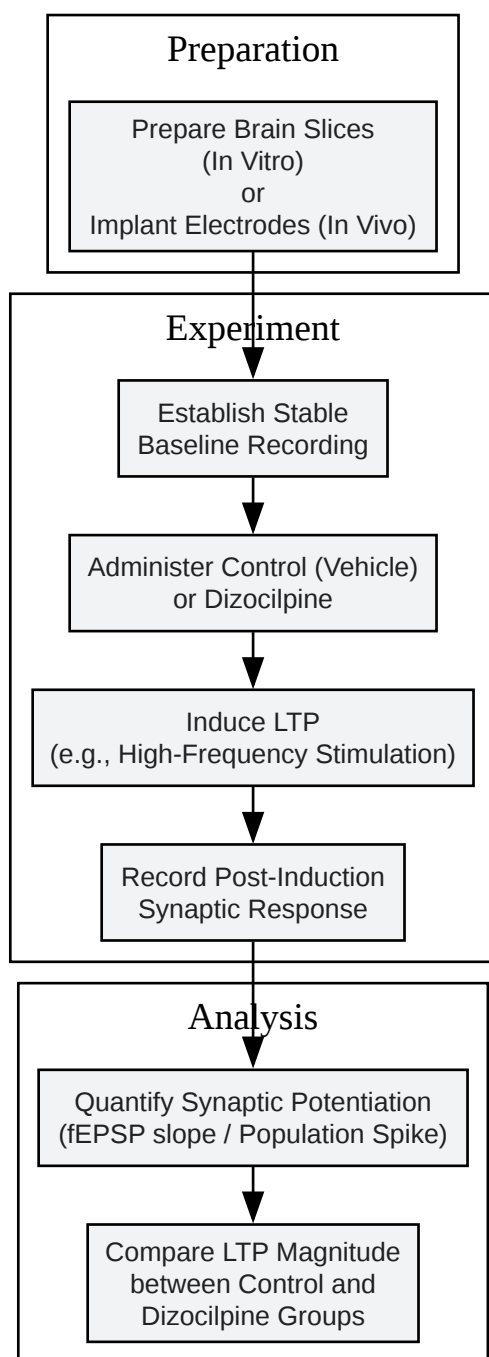 Preparation
Prepare Brain Slices
(In Vitro)
or
Implant Electrodes (In Vivo)
Experiment
Establish Stable
Baseline Recording
Administer Control (Vehicle)
or Dizocilpine
Induce LTP
(e.g., High-Frequency Stimulation)
Record Post-Induction
Synaptic Response
Analysis
Quantify Synaptic Potentiation
(fEPSP slope / Population Spike)
Compare LTP Magnitude
between Control and
Dizocilpine Groups